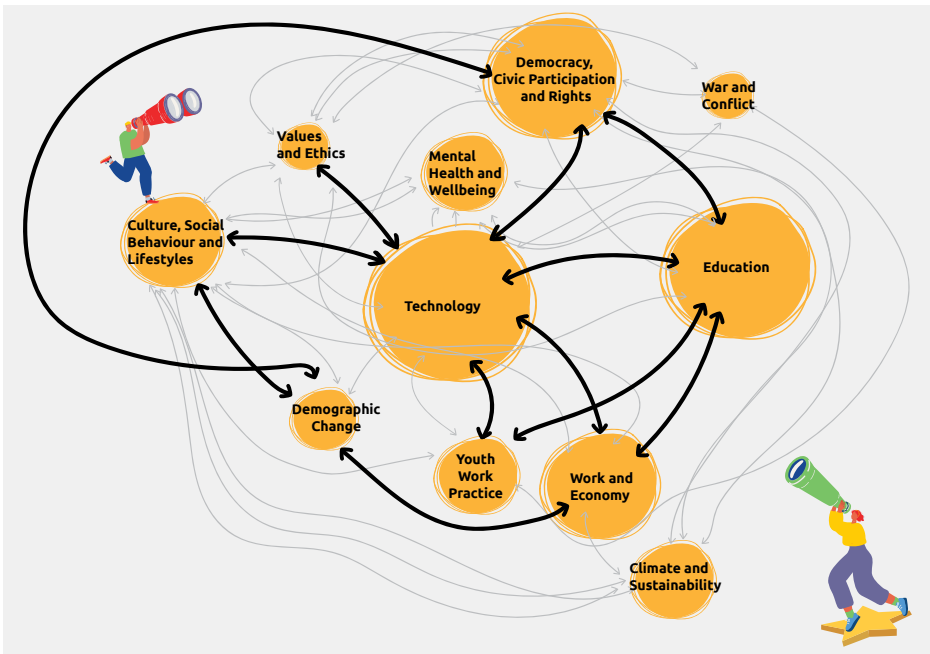 Democracy,
Civic Participation
and Rights
War and
Conflict
Values
and Ethics
Mental
Health and
Wellbeing
Culture, Social
Behaviour and
Lifestyles
Education
Technology
Demographic
Change
Youth
Work
Practice
Work and
Economy
Climate and
Sustainability